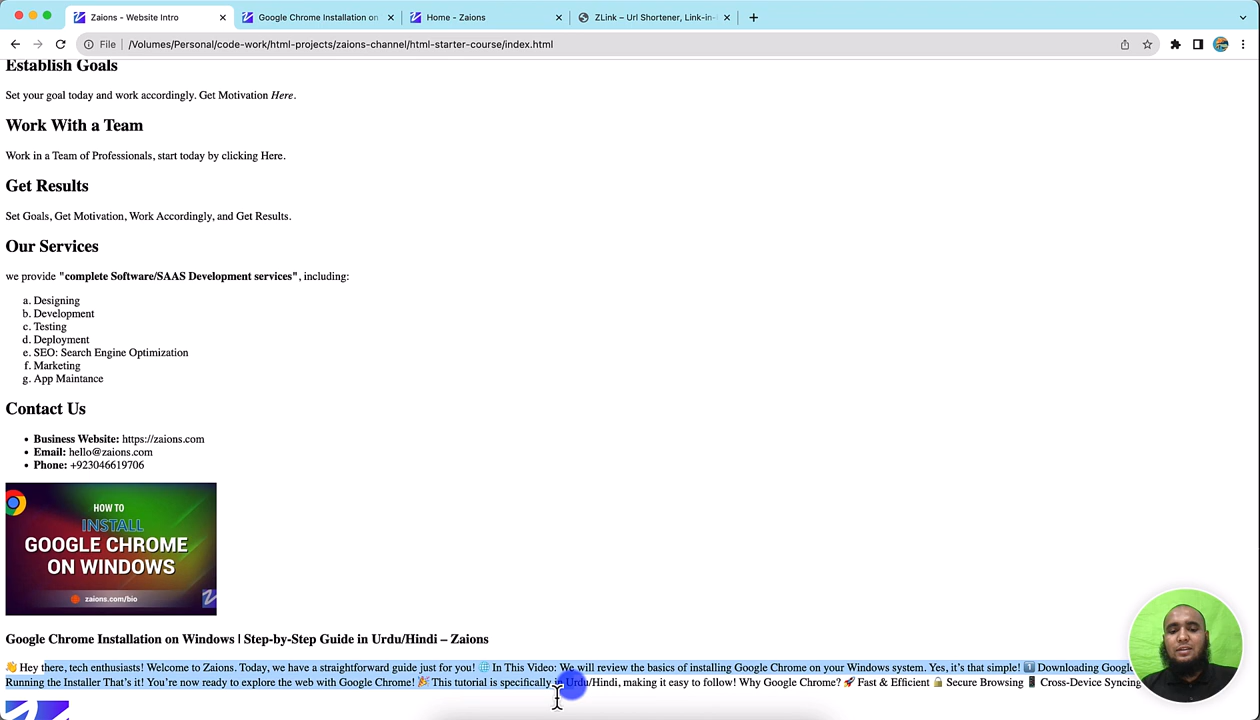 Zaions - Website Intro
Google Chrome Installation on
Home - Zaions
ZLink – Url Shortener, Link-in-
File
/Volumes/Personal/code-work/html-projects/zaions-channel/html-starter-course/index.html
Establish Goals
Set your goal today and work accordingly. Get Motivation Here.
Work With a Team
Work in a Team of Professionals, start today by clicking Here.
Get Results
Set Goals, Get Motivation, Work Accordingly, and Get Results.
Our Services
we provide "complete Software/SAAS Development services", including:
a. Designing
b. Development
c. Testing
d. Deployment
e. SEO: Search Engine Optimization
f. Marketing
g. App Maintance
Contact Us
• Business Website: https://zaions.com
• Email: hello@zaions.com
• Phone: +923046619706
HOW TO
INSTALL
GOOGLE CHROME
ON WINDOWS
zaions.com/bio
Google Chrome Installation on Windows | Step-by-Step Guide in Urdu/Hindi – Zaions
👋 Hey there, tech enthusiasts! Welcome to Zaions. Today, we have a straightforward guide just for you! 🌐 In This Video: We will review the basics of installing Google Chrome on your Windows system. Yes, it’s that simple! 1️⃣ Downloading Google
Running the Installer That’s it! You’re now ready to explore the web with Google Chrome! 🎉 This tutorial is specifically in Urdu/Hindi, making it easy to follow! Why Google Chrome? 🚀 Fast & Efficient 🔒 Secure Browsing 📱 Cross-Device Syncing